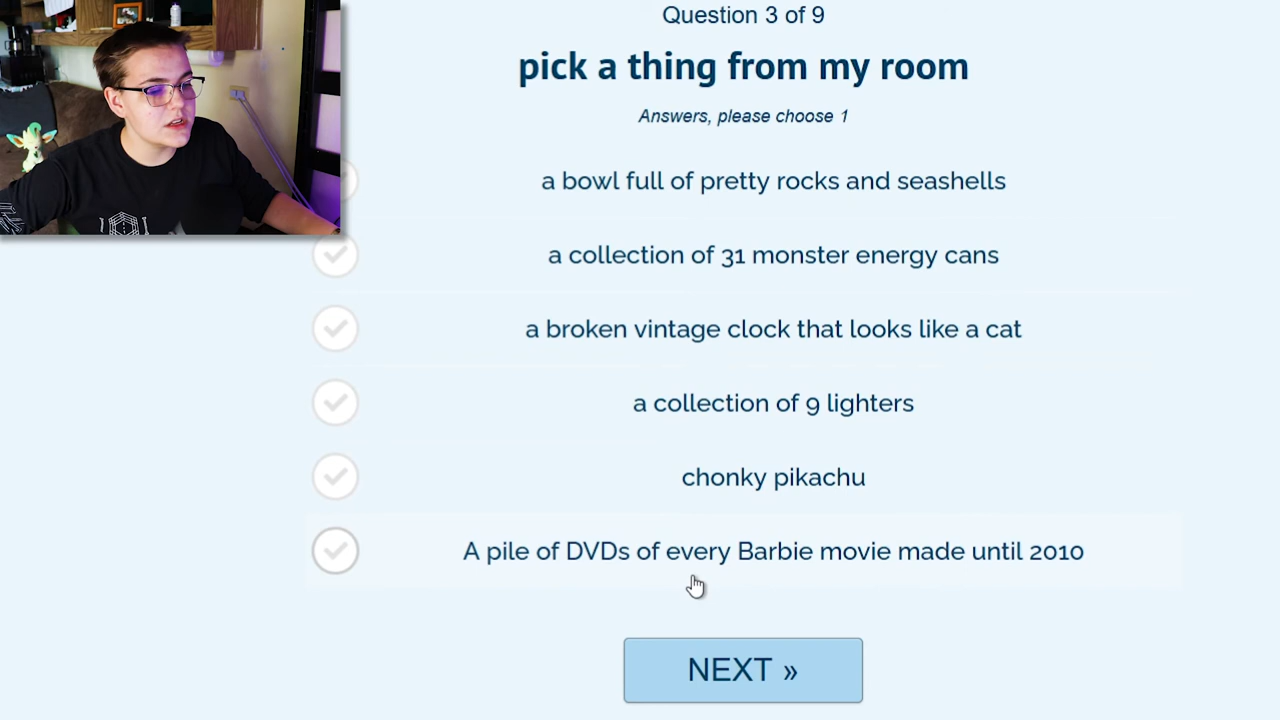 Question 3 of 9
pick a thing from my room
Answers, please choose 1
a bowl full of pretty rocks and seashells
a collection of 31 monster energy cans
a broken vintage clock that looks like a cat
a collection of 9 lighters
chonky pikachu
A pile of DVDs of every Barbie movie made until 2010
NEXT »